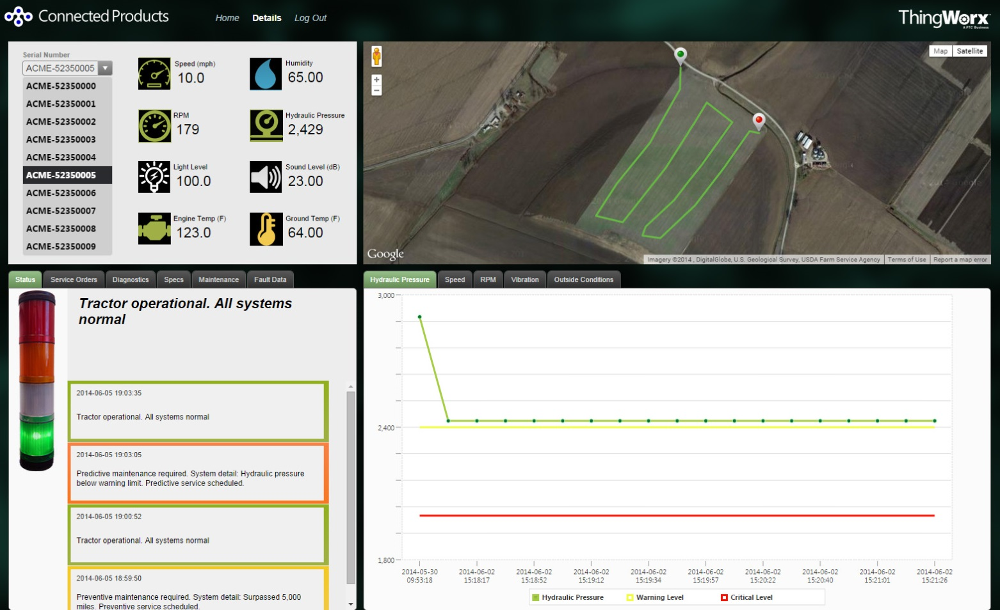 Connected Products
Home Details Log Out
ThingWorx
A PTC Business
Serial Number
ACME-52350005
ACME-52350000
ACME-52350001
ACME-52350002
ACME-52350003
ACME-52350004
ACME-52350005
ACME-52350006
ACME-52350007
ACME-52350008
ACME-52350009
Speed (mph)
10.0
Humidity
65.00
RPM
179
Hydraulic Pressure
2,429
Light Level
100.0
Sound Level (dB)
23.00
Engine Temp (F)
123.0
Ground Temp (F)
64.00
Map Satellite
+
−
Google
Imagery ©2014 , DigitalGlobe, U.S. Geological Survey, USDA Farm Service Agency Terms of Use Report a map error
Status Service Orders Diagnostics Specs Maintenance Fault Data
Tractor operational. All systems
normal
2014-06-05 19:03:35
Tractor operational. All systems normal
2014-06-05 19:03:05
Predictive maintenance required. System detail: Hydraulic pressure
below warning limit. Predictive service scheduled.
2014-06-05 19:00:52
Tractor operational. All systems normal
2014-06-05 18:59:50
Preventive maintenance required. System detail: Surpassed 5,000
miles. Preventive service scheduled.
Hydraulic Pressure Speed RPM Vibration Outside Conditions
3,000
2,400
1,800
2014-05-30 2014-06-02 2014-06-02 2014-06-02 2014-06-02 2014-06-02 2014-06-02 2014-06-02 2014-06-02 2014-06-02
09:53:18 15:18:17 15:18:52 15:19:12 15:19:34 15:19:57 15:20:22 15:20:40 15:21:01 15:21:26
Hydraulic Pressure Warning Level Critical Level